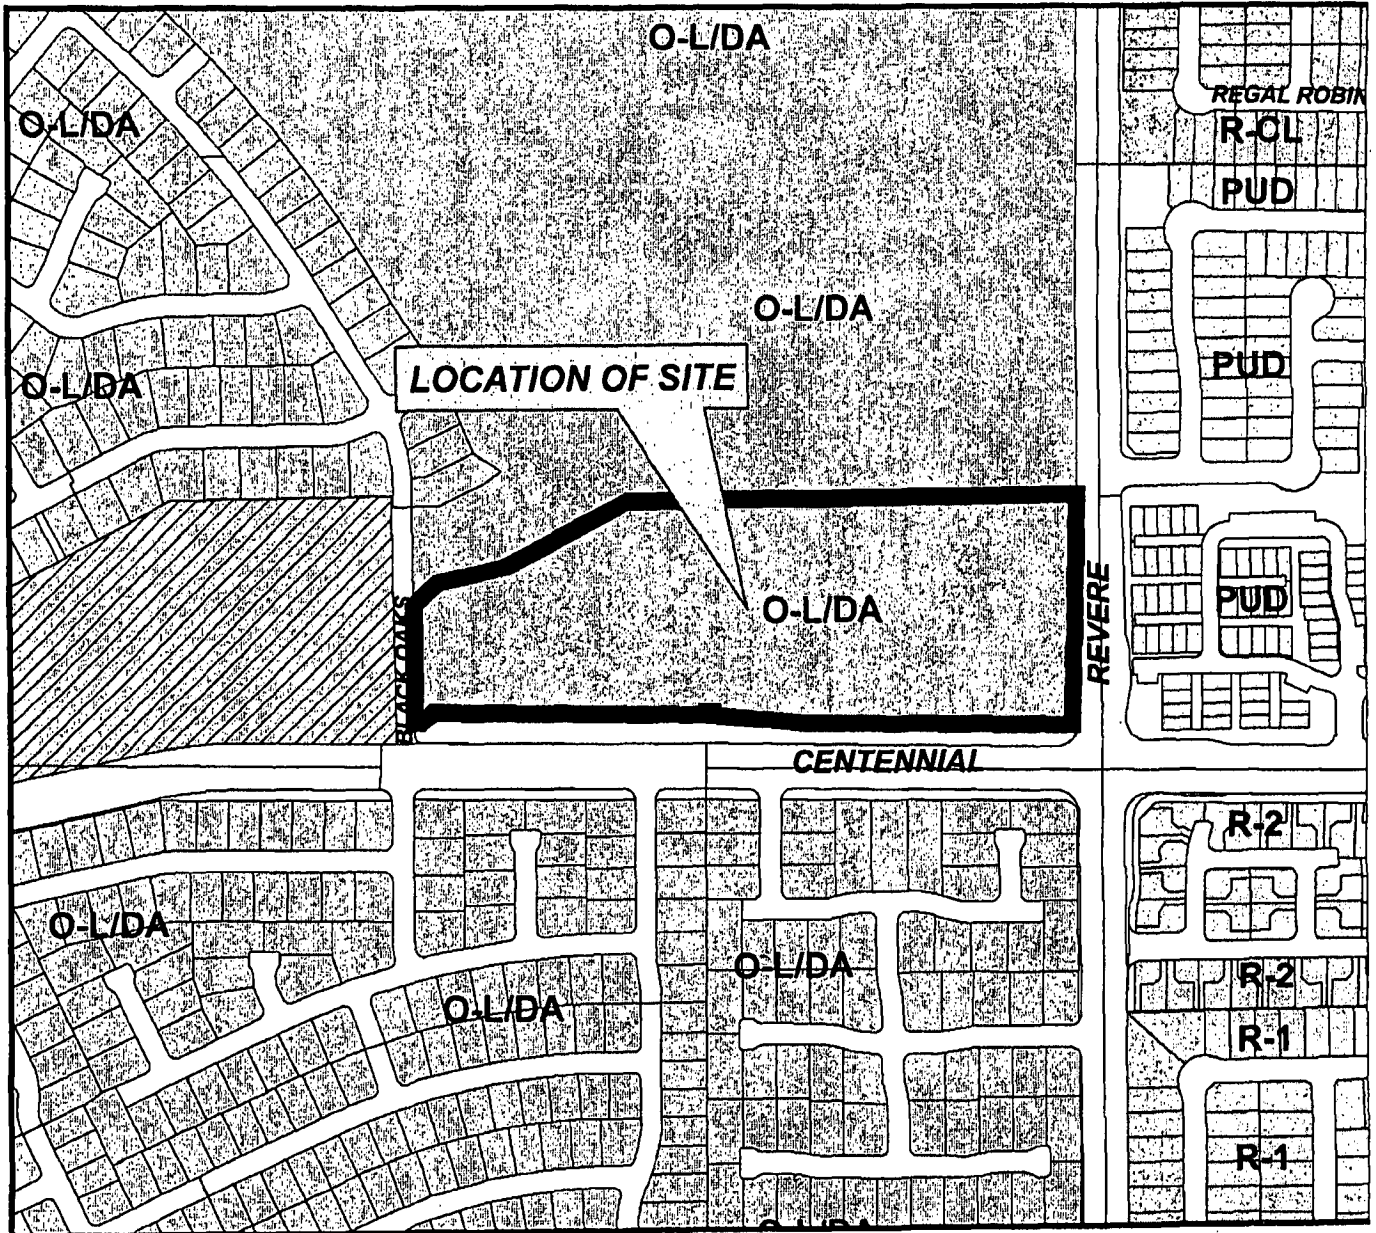 O-L/DA
REGAL ROBIN
O-L/DA
R-CL
PUD
O-L/DA
PUD
LOCATION OF SITE
O-L/DA
PUD
O-L/DA
REVERE
BLACK OAKS
CENTENNIAL
R-2
O-L/DA
O-L/DA
R-2
O-L/DA
R-1
R-1
O-L/DA